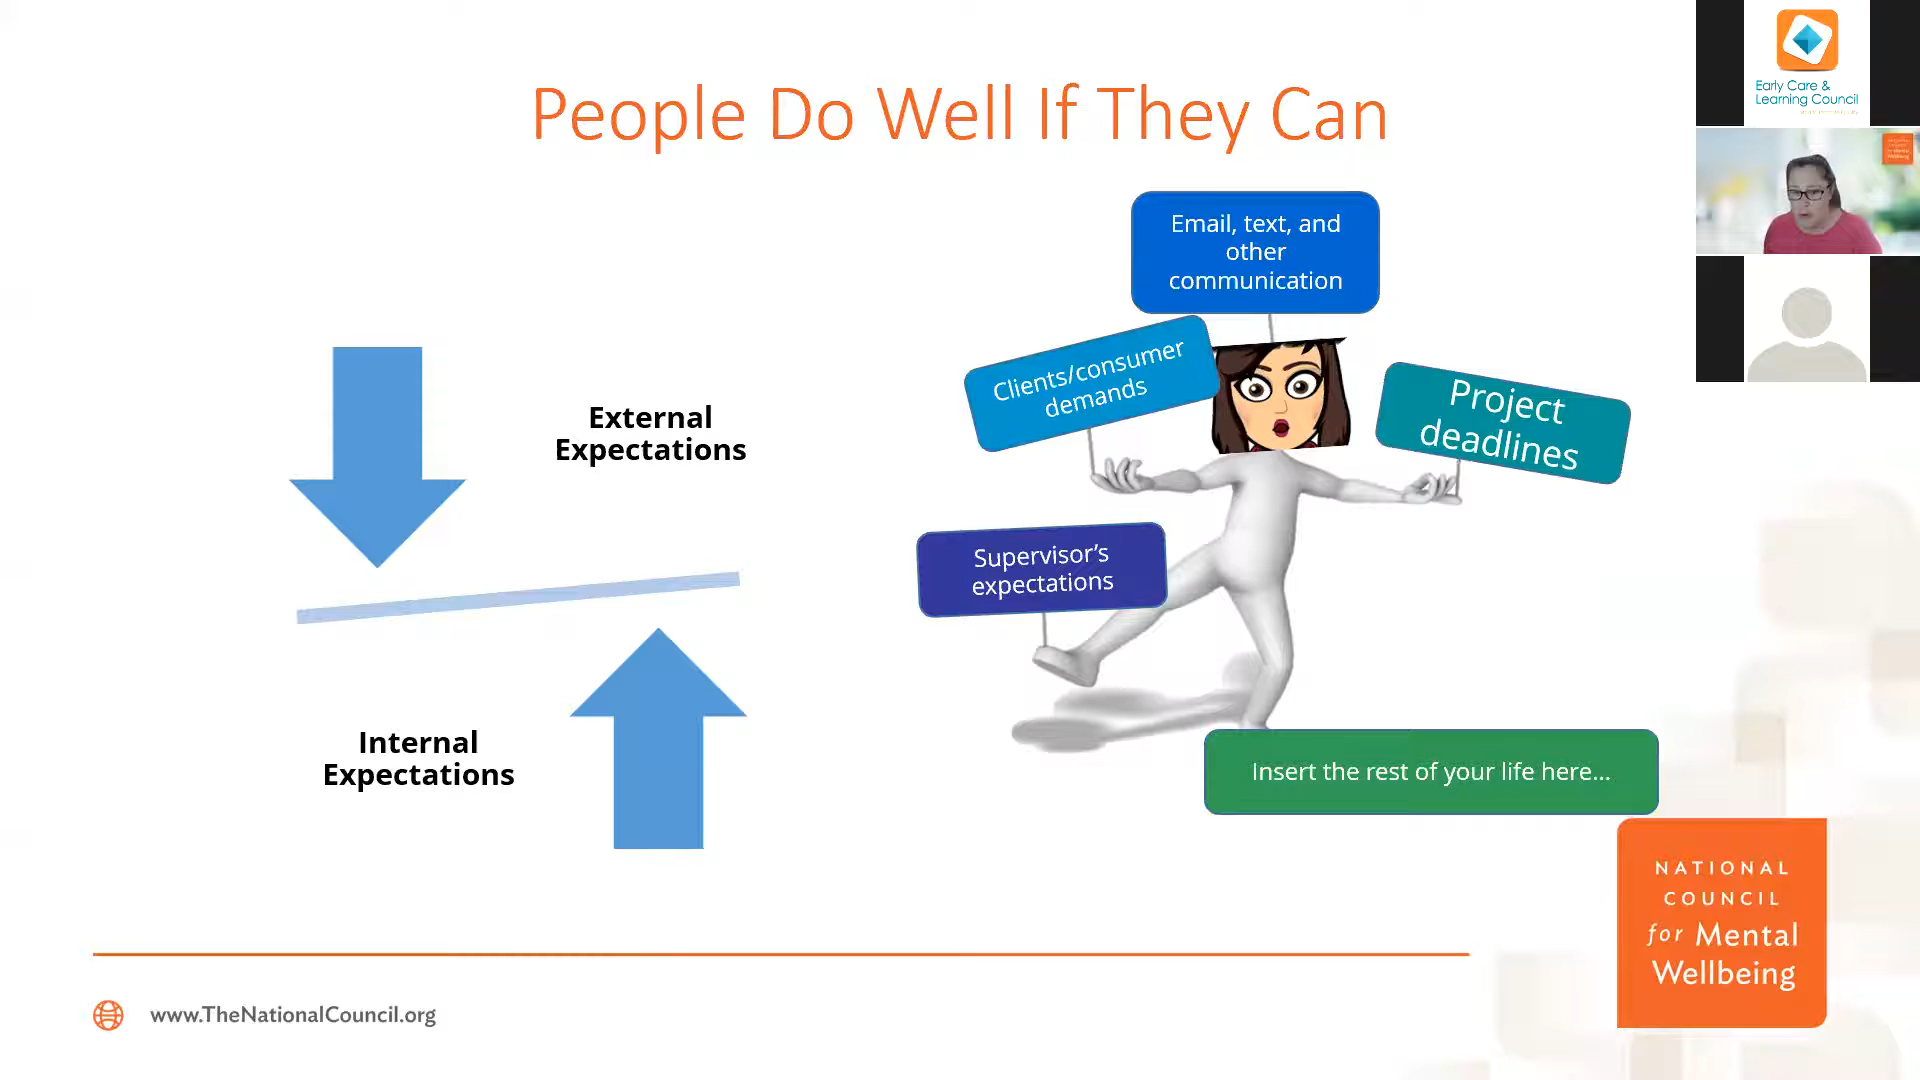 People Do Well If They Can
Early Care &
Learning Council
Email, text, and
other
communication
Clients/consumer
demands
Project
deadlines
External
Expectations
Supervisor's
expectations
Internal
Expectations
Insert the rest of your life here...
NATIONAL
COUNCIL
for Mental
Wellbeing
www.TheNationalCouncil.org